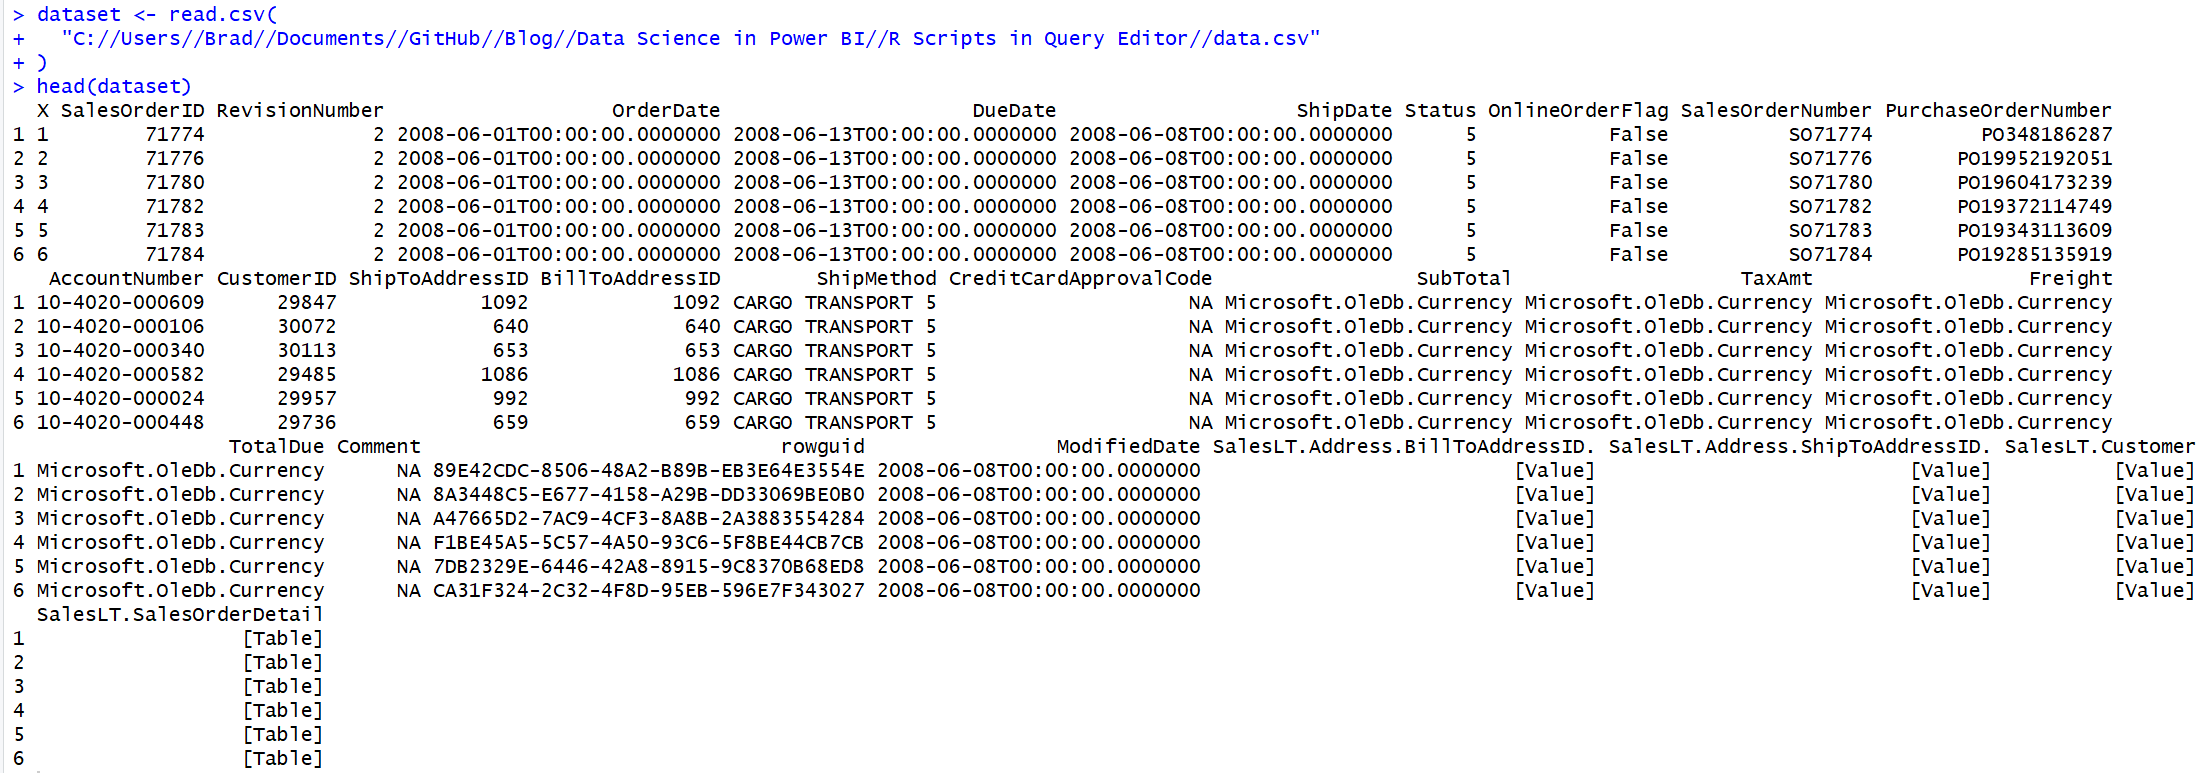 > dataset <- read.csv(
+   "C://Users//Brad//Documents//GitHub//Blog//Data Science in Power BI//R Scripts in Query Editor//data.csv"
+ )
> head(dataset)
  X SalesOrderID RevisionNumber                   OrderDate                     DueDate                    ShipDate Status OnlineOrderFlag SalesOrderNumber PurchaseOrderNumber
1 1        71774              2 2008-06-01T00:00:00.0000000 2008-06-13T00:00:00.0000000 2008-06-08T00:00:00.0000000      5           False          SO71774         PO348186287
2 2        71776              2 2008-06-01T00:00:00.0000000 2008-06-13T00:00:00.0000000 2008-06-08T00:00:00.0000000      5           False          SO71776       PO19952192051
3 3        71780              2 2008-06-01T00:00:00.0000000 2008-06-13T00:00:00.0000000 2008-06-08T00:00:00.0000000      5           False          SO71780       PO19604173239
4 4        71782              2 2008-06-01T00:00:00.0000000 2008-06-13T00:00:00.0000000 2008-06-08T00:00:00.0000000      5           False          SO71782       PO19372114749
5 5        71783              2 2008-06-01T00:00:00.0000000 2008-06-13T00:00:00.0000000 2008-06-08T00:00:00.0000000      5           False          SO71783       PO19343113609
6 6        71784              2 2008-06-01T00:00:00.0000000 2008-06-13T00:00:00.0000000 2008-06-08T00:00:00.0000000      5           False          SO71784       PO19285135919
   AccountNumber CustomerID ShipToAddressID BillToAddressID        ShipMethod CreditCardApprovalCode                 SubTotal                   TaxAmt                  Freight
1 10-4020-000609      29847            1092            1092 CARGO TRANSPORT 5                     NA Microsoft.OleDb.Currency Microsoft.OleDb.Currency Microsoft.OleDb.Currency
2 10-4020-000106      30072             640             640 CARGO TRANSPORT 5                     NA Microsoft.OleDb.Currency Microsoft.OleDb.Currency Microsoft.OleDb.Currency
3 10-4020-000340      30113             653             653 CARGO TRANSPORT 5                     NA Microsoft.OleDb.Currency Microsoft.OleDb.Currency Microsoft.OleDb.Currency
4 10-4020-000582      29485            1086            1086 CARGO TRANSPORT 5                     NA Microsoft.OleDb.Currency Microsoft.OleDb.Currency Microsoft.OleDb.Currency
5 10-4020-000024      29957             992             992 CARGO TRANSPORT 5                     NA Microsoft.OleDb.Currency Microsoft.OleDb.Currency Microsoft.OleDb.Currency
6 10-4020-000448      29736             659             659 CARGO TRANSPORT 5                     NA Microsoft.OleDb.Currency Microsoft.OleDb.Currency Microsoft.OleDb.Currency
                  TotalDue Comment                              rowguid                ModifiedDate SalesLT.Address.BillToAddressID. SalesLT.Address.ShipToAddressID. SalesLT.Customer
1 Microsoft.OleDb.Currency      NA 89E42CDC-8506-48A2-B89B-EB3E64E3554E 2008-06-08T00:00:00.0000000                          [Value]                          [Value]          [Value]
2 Microsoft.OleDb.Currency      NA 8A3448C5-E677-4158-A29B-DD33069BE0B0 2008-06-08T00:00:00.0000000                          [Value]                          [Value]          [Value]
3 Microsoft.OleDb.Currency      NA A47665D2-7AC9-4CF3-8A8B-2A3883554284 2008-06-08T00:00:00.0000000                          [Value]                          [Value]          [Value]
4 Microsoft.OleDb.Currency      NA F1BE45A5-5C57-4A50-93C6-5F8BE44CB7CB 2008-06-08T00:00:00.0000000                          [Value]                          [Value]          [Value]
5 Microsoft.OleDb.Currency      NA 7DB2329E-6446-42A8-8915-9C8370B68ED8 2008-06-08T00:00:00.0000000                          [Value]                          [Value]          [Value]
6 Microsoft.OleDb.Currency      NA CA31F324-2C32-4F8D-95EB-596E7F343027 2008-06-08T00:00:00.0000000                          [Value]                          [Value]          [Value]
  SalesLT.SalesOrderDetail
1                  [Table]
2                  [Table]
3                  [Table]
4                  [Table]
5                  [Table]
6                  [Table]